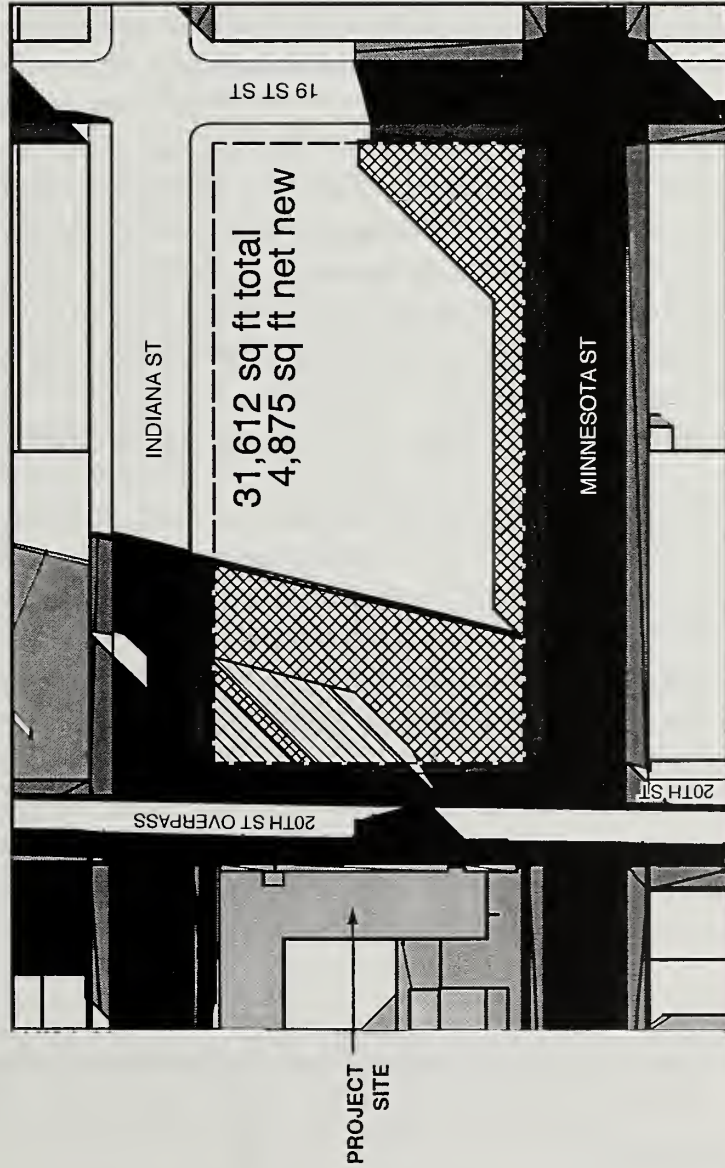 19 ST ST
INDIANA ST
31,612 sq ft total
4,875 sq ft net new
MINNESOTA ST
20TH ST OVERPASS
20TH ST
PROJECT
SITE